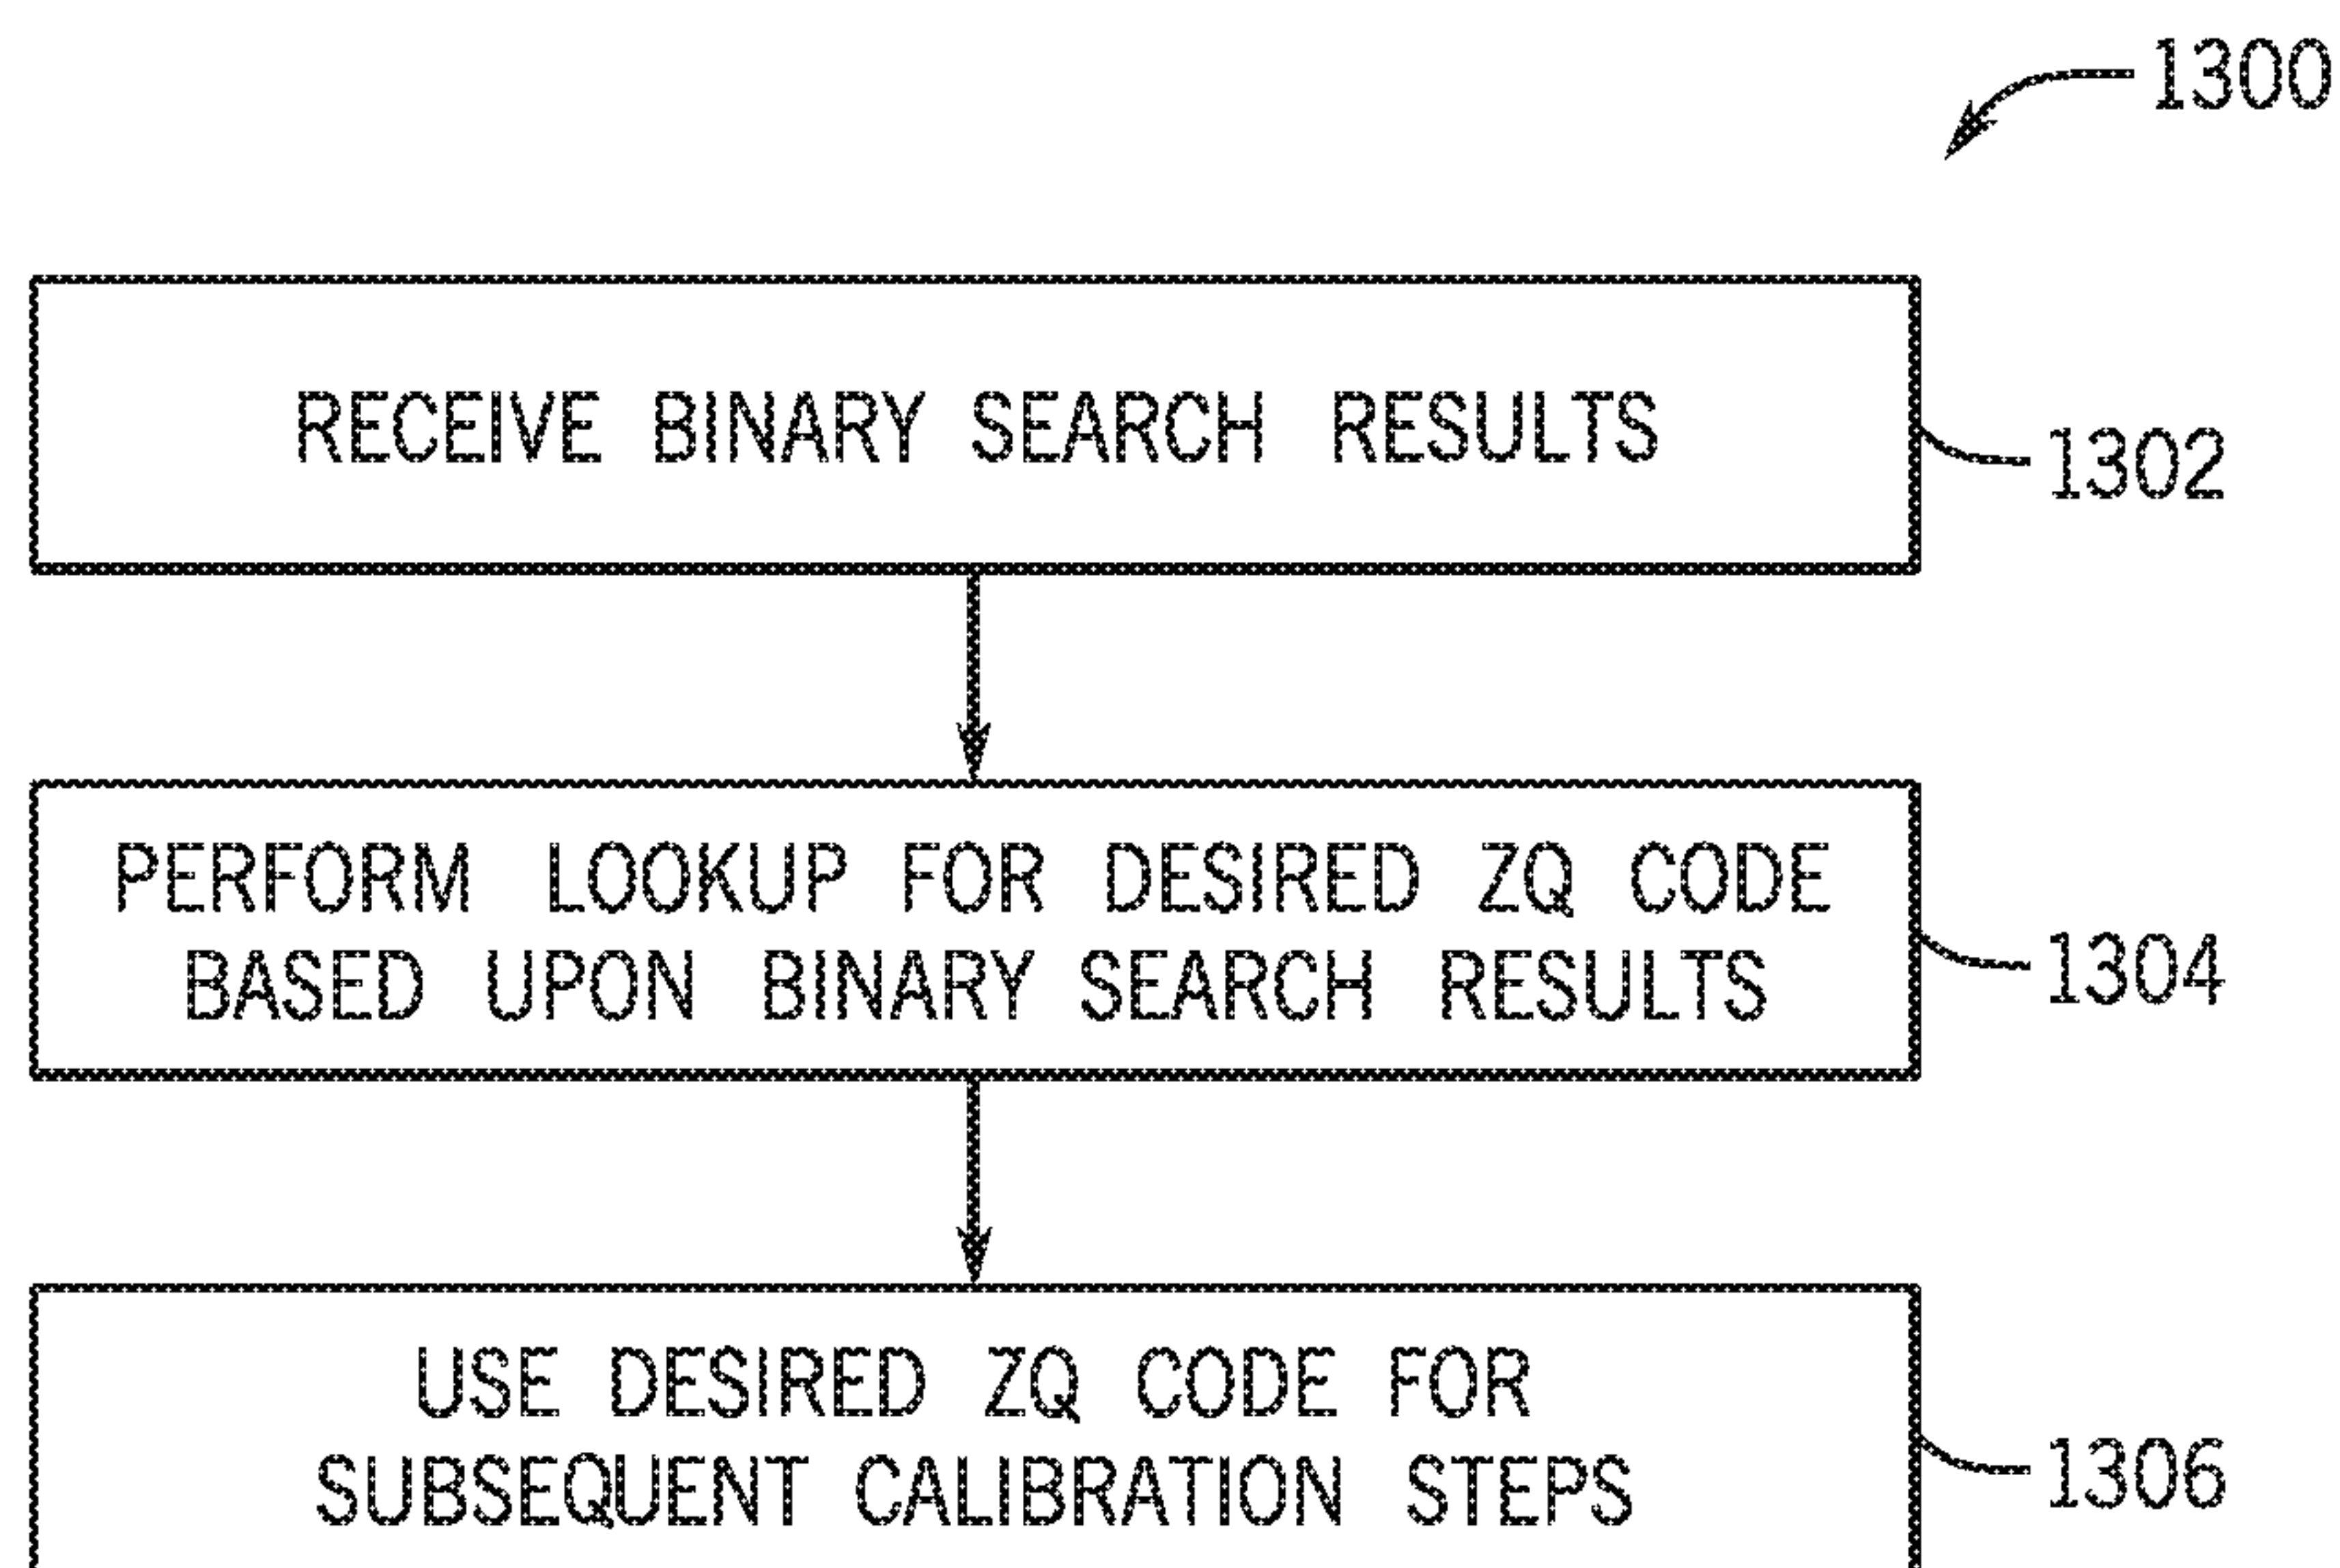 1300
RECEIVE BINARY SEARCH RESULTS
1302
PERFORM LOOKUP FOR DESIRED ZQ CODE
BASED UPON BINARY SEARCH RESULTS
1304
USE DESIRED ZQ CODE FOR
SUBSEQUENT CALIBRATION STEPS
1306